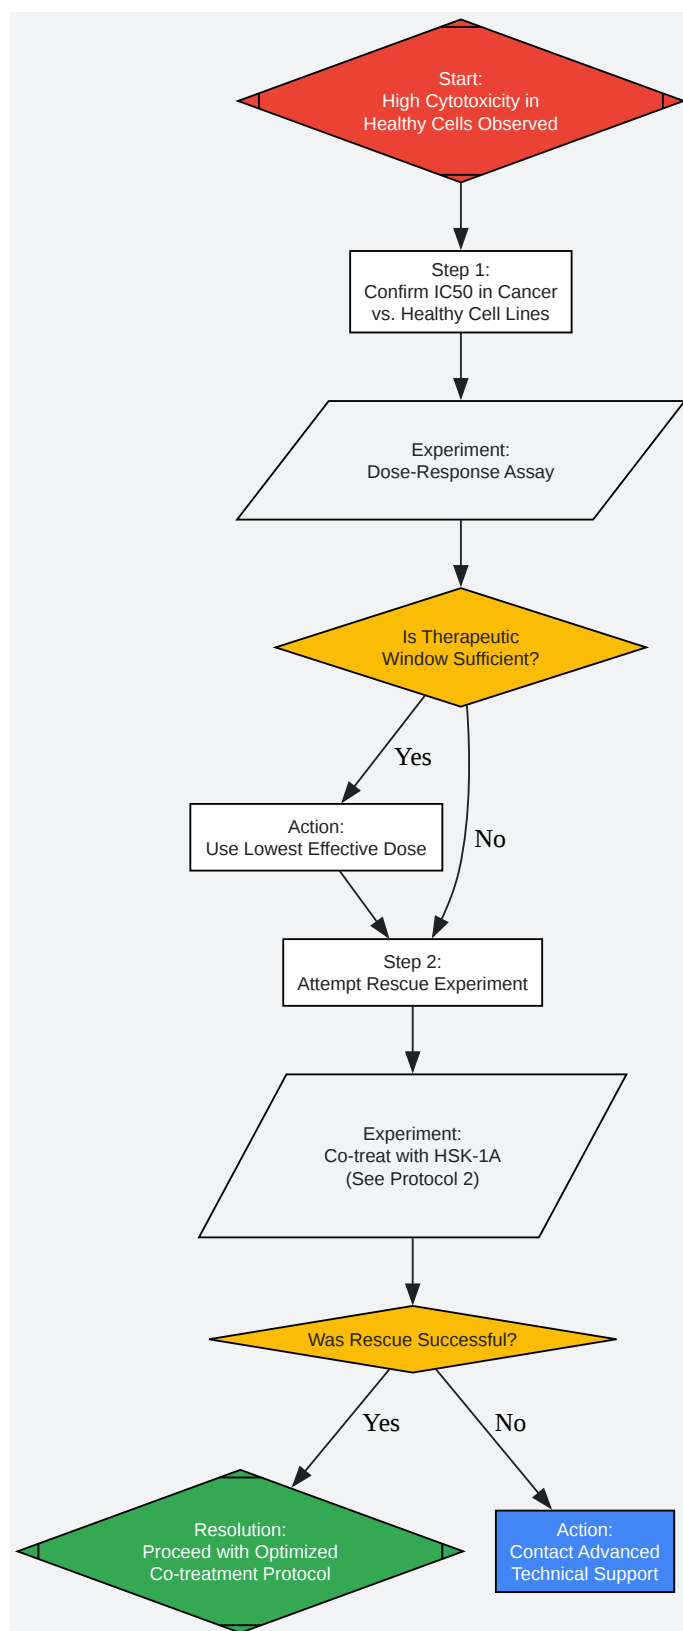 Start:
High Cytotoxicity in
Healthy Cells Observed
Step 1:
Confirm IC50 in Cancer
vs. Healthy Cell Lines
Experiment:
Dose-Response Assay
Is Therapeutic
Window Sufficient?
Yes
Action:
Use Lowest Effective Dose
No
Step 2:
Attempt Rescue Experiment
Experiment:
Co-treat with HSK-1A
(See Protocol 2)
Was Rescue Successful?
Yes
No
Resolution:
Proceed with Optimized
Co-treatment Protocol
Action:
Contact Advanced
Technical Support